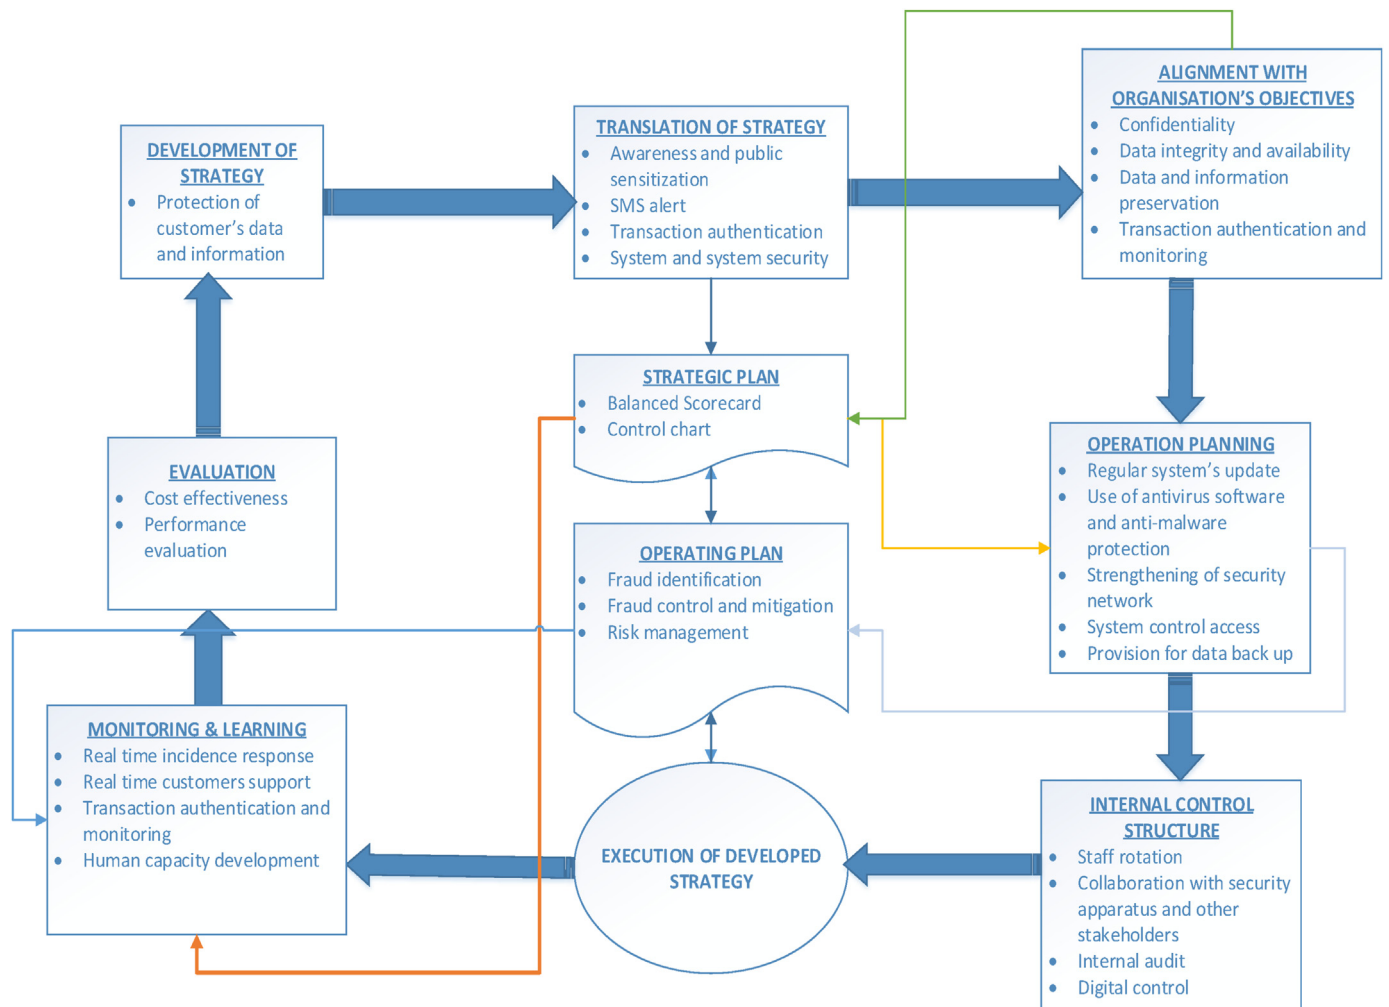 DEVELOPMENT OF
STRATEGY
• Protection of
customer's data
and information
TRANSLATION OF STRATEGY
• Awareness and public
sensitization
• SMS alert
• Transaction authentication
• System and system security
ALIGNMENT WITH
ORGANISATION'S OBJECTIVES
• Confidentiality
• Data integrity and availability
• Data and information
preservation
• Transaction authentication and
monitoring
STRATEGIC PLAN
• Balanced Scorecard
• Control chart
OPERATION PLANNING
• Regular system's update
• Use of antivirus software
and anti-malware
protection
• Strengthening of security
network
• System control access
• Provision for data back up
EVALUATION
• Cost effectiveness
• Performance
evaluation
OPERATING PLAN
• Fraud identification
• Fraud control and mitigation
• Risk management
MONITORING & LEARNING
• Real time incidence response
• Real time customers support
• Transaction authentication and
monitoring
• Human capacity development
EXECUTION OF DEVELOPED
STRATEGY
INTERNAL CONTROL
STRUCTURE
• Staff rotation
• Collaboration with security
apparatus and other
stakeholders
• Internal audit
• Digital control